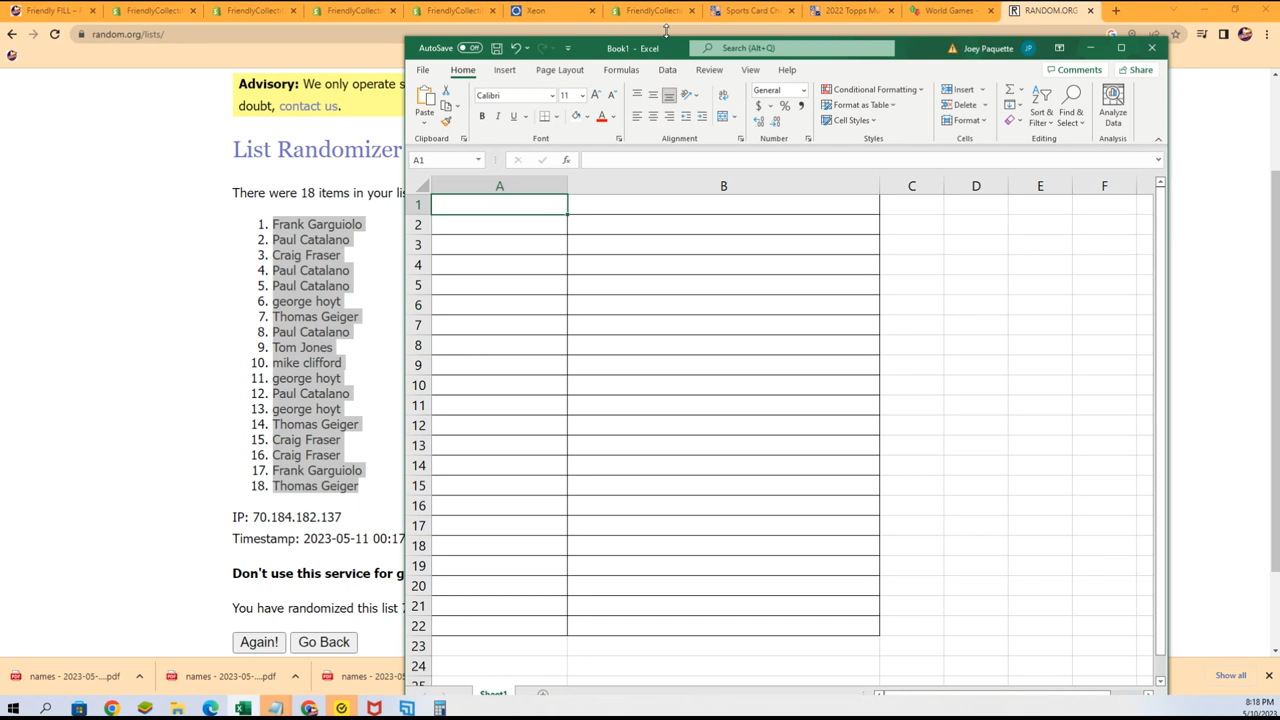 Friendly FILL –
FriendlyCollect
FriendlyCollect
FriendlyCollect
FriendlyCollect
Xeon
FriendlyCollecti
Sports Card Ch
2022 Topps Mu
World Games -
RANDOM.ORG
random.org/lists/
Advisory: We only operate s
doubt, contact us.
List Randomizer
There were 18 items in your lis
1. Frank Garguiolo
2. Paul Catalano
3. Craig Fraser
4. Paul Catalano
5. Paul Catalano
6. george hoyt
7. Thomas Geiger
8. Paul Catalano
9. Tom Jones
10. mike clifford
11. george hoyt
12. Paul Catalano
13. george hoyt
14. Thomas Geiger
15. Craig Fraser
16. Craig Fraser
17. Frank Garguiolo
18. Thomas Geiger
IP: 70.184.182.137
Timestamp: 2023-05-11 00:17
Don't use this service for g
You have randomized this list 7
Again! Go Back
AutoSave Off
Book1 - Excel
Search (Alt+Q)
Joey Paquette JP
File Home Insert Page Layout Formulas Data Review View Help
Comments Share
Paste
Clipboard
Calibri 11
B I U
Font
Alignment
General
$ % ,
Number
Conditional Formatting
Format as Table
Cell Styles
Styles
Insert
Delete
Format
Cells
Sort &
Filter
Find &
Select
Editing
Analyze
Data
Analysis
A1
fx
A B C D E F
1
2
3
4
5
6
7
8
9
10
11
12
13
14
15
16
17
18
19
20
21
22
23
24
25
Sheet1
names - 2023-05-....pdf
names - 2023-05-....pdf
names - 2023-05-
Show all
8:18 PM
5/10/2023